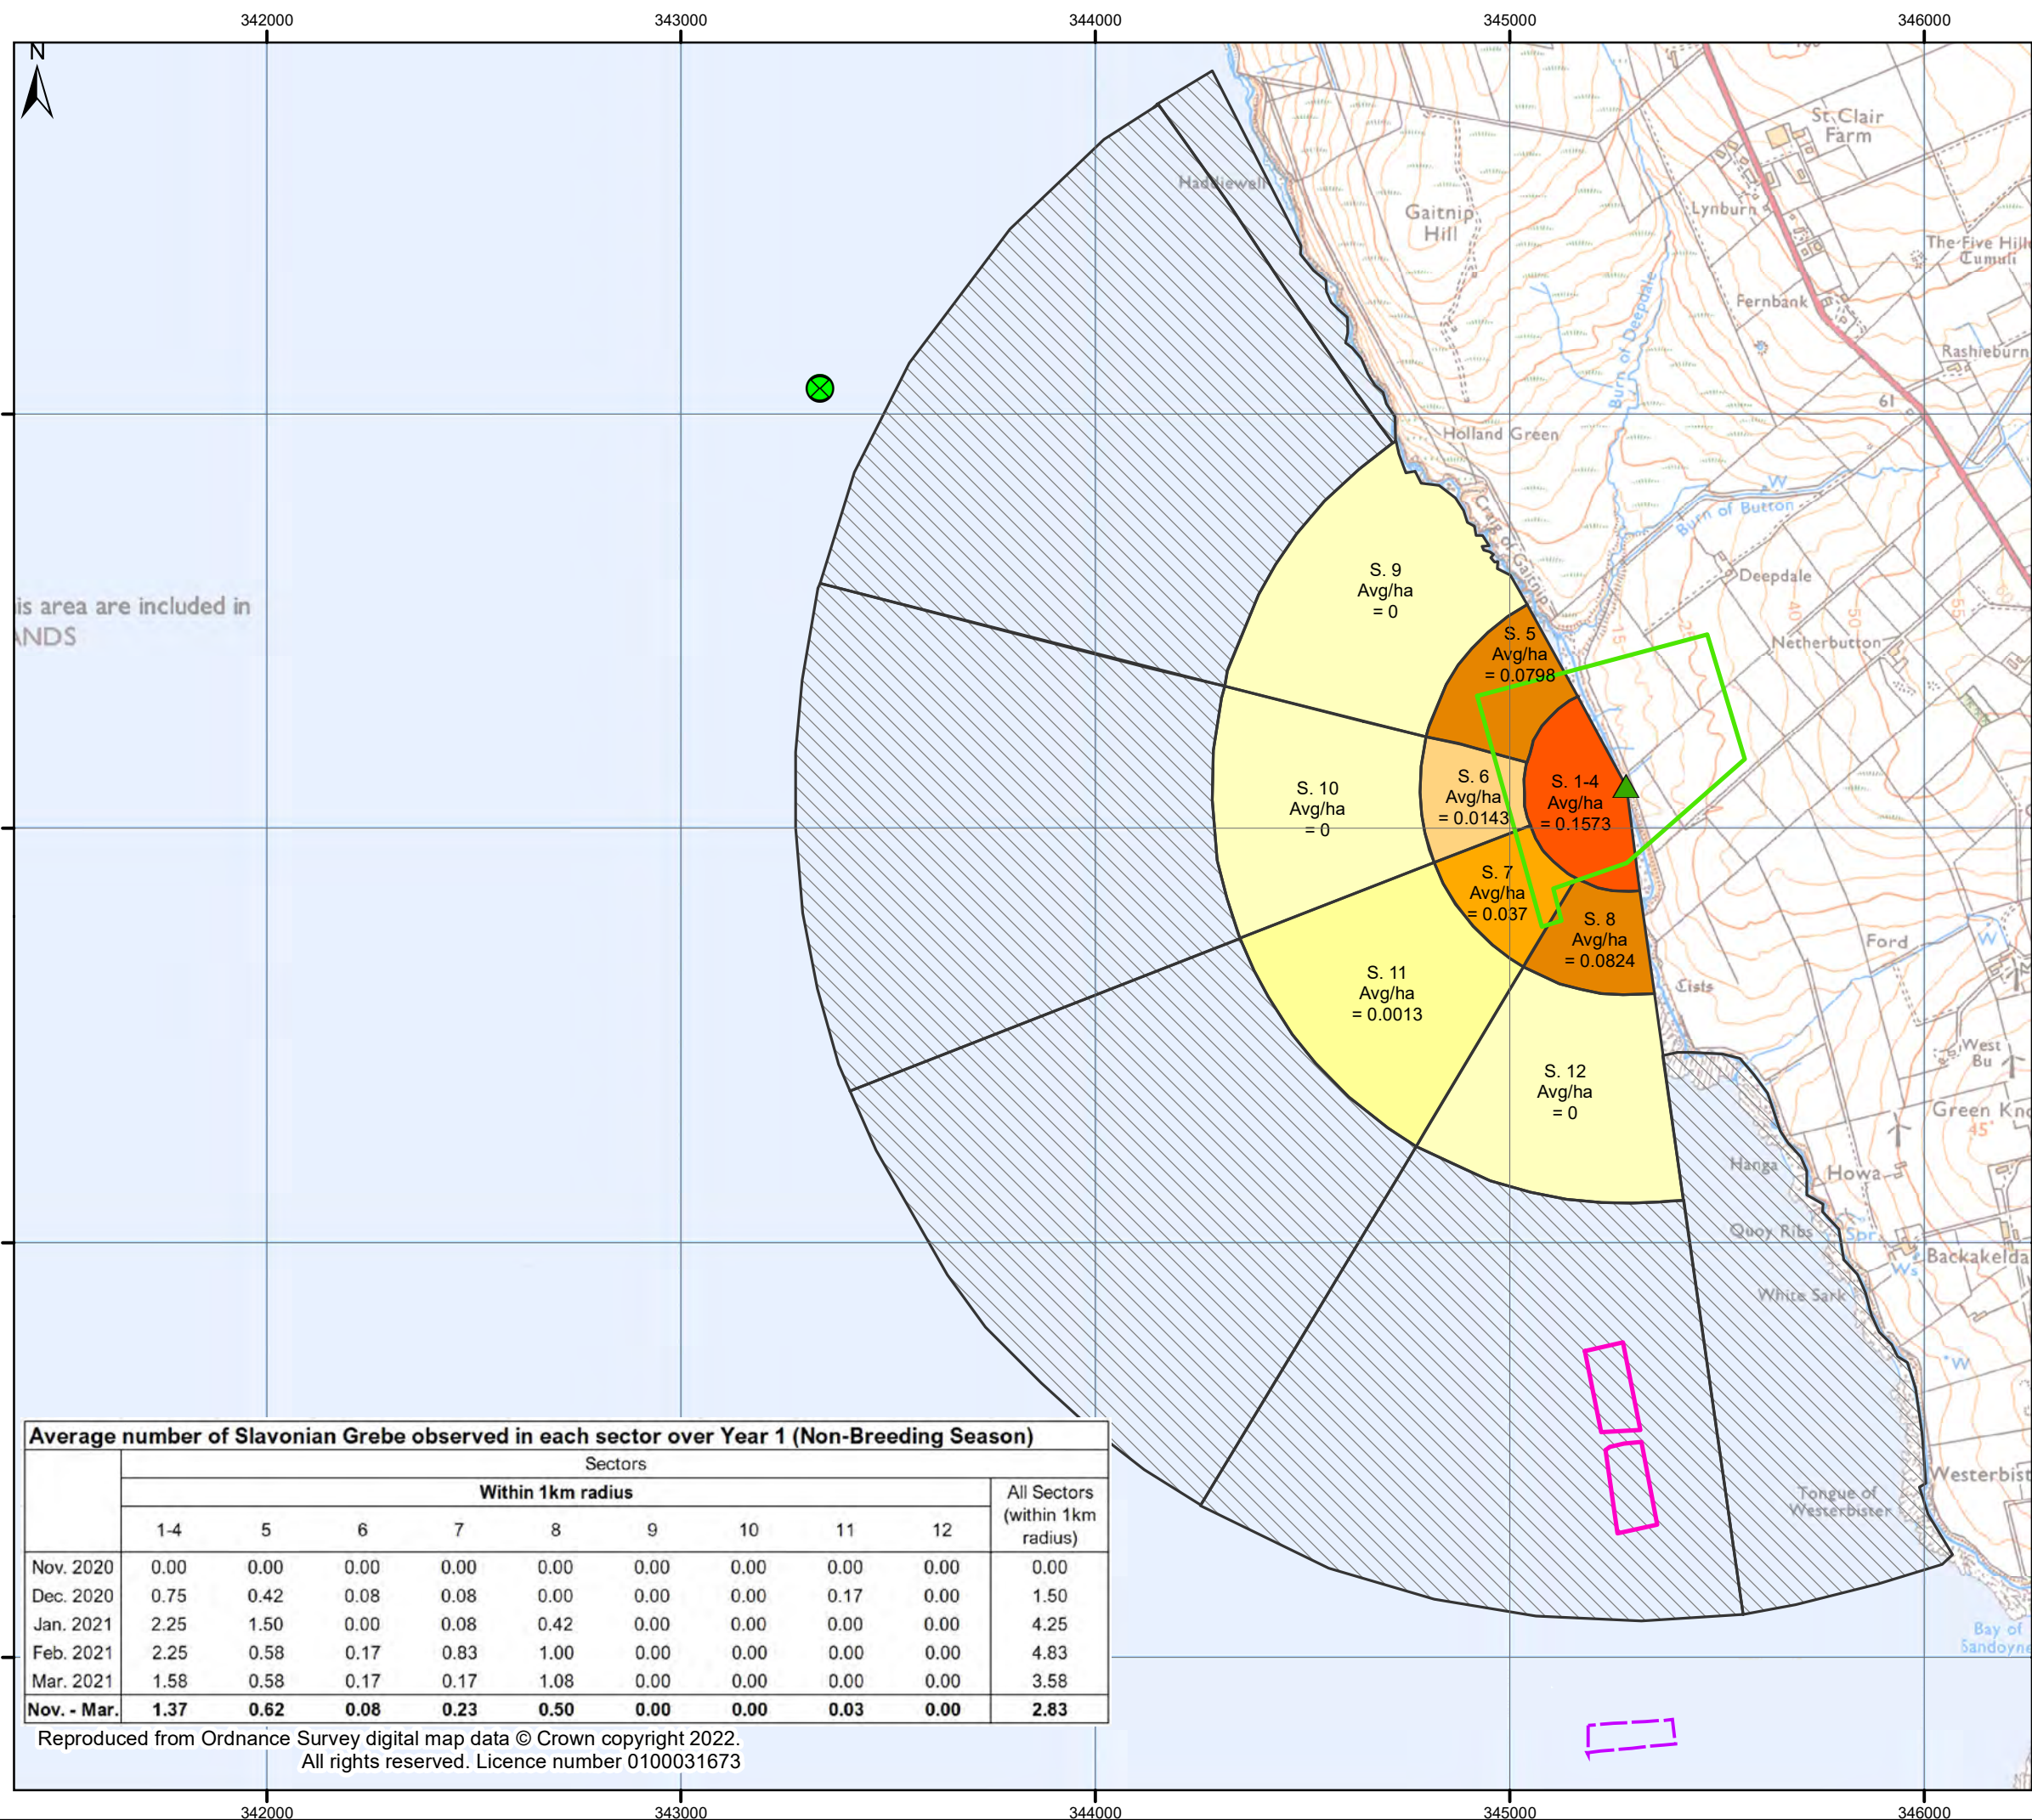 342000 343000 344000 345000 346000
N
St Clair
Farm
Haddiewell
Lynburn
Gaitnip
Hill
The Five Hill
Tumuli
Fernbank
Burn of Deepdale
Rashieburn
61
Holland Green
W
Burn of Button
Craig of Gaitnip
S. 9
Avg/ha
= 0
Deepdale
60
is area are included in
ANDS
40
50
55
15
25
S. 5
Avg/ha
= 0.0798
Netherbutton
S. 6
Avg/ha
= 0.0143
S. 1-4
Avg/ha
= 0.1573
S. 10
Avg/ha
= 0
S. 7
Avg/ha
= 0.037
S. 8
Avg/ha
= 0.0824
Ford
W
S. 11
Avg/ha
= 0.0013
Cists
West
Bu
S. 12
Avg/ha
= 0
Green Kno
45
Hanga
Howa
Quoy Ribs
Spr
Backakelda
Ws
White Sark
W
Westerbist
Tongue of
Westerbister
Bay of
Sandoyne
Average number of Slavonian Grebe observed in each sector over Year 1 (Non-Breeding Season)
Sectors
Within 1km radius
All Sectors
(within 1km
radius)
1-4 5 6 7 8 9 10 11 12
Nov. 2020 0.00 0.00 0.00 0.00 0.00 0.00 0.00 0.00 0.00 0.00
Dec. 2020 0.75 0.42 0.08 0.08 0.00 0.00 0.00 0.17 0.00 1.50
Jan. 2021 2.25 1.50 0.00 0.08 0.42 0.00 0.00 0.00 0.00 4.25
Feb. 2021 2.25 0.58 0.17 0.83 1.00 0.00 0.00 0.00 0.00 4.83
Mar. 2021 1.58 0.58 0.17 0.17 1.08 0.00 0.00 0.00 0.00 3.58
Nov. - Mar. 1.37 0.62 0.08 0.23 0.50 0.00 0.00 0.03 0.00 2.83
Reproduced from Ordnance Survey digital map data © Crown copyright 2022.
All rights reserved. Licence number 0100031673
342000 343000 344000 345000 346000